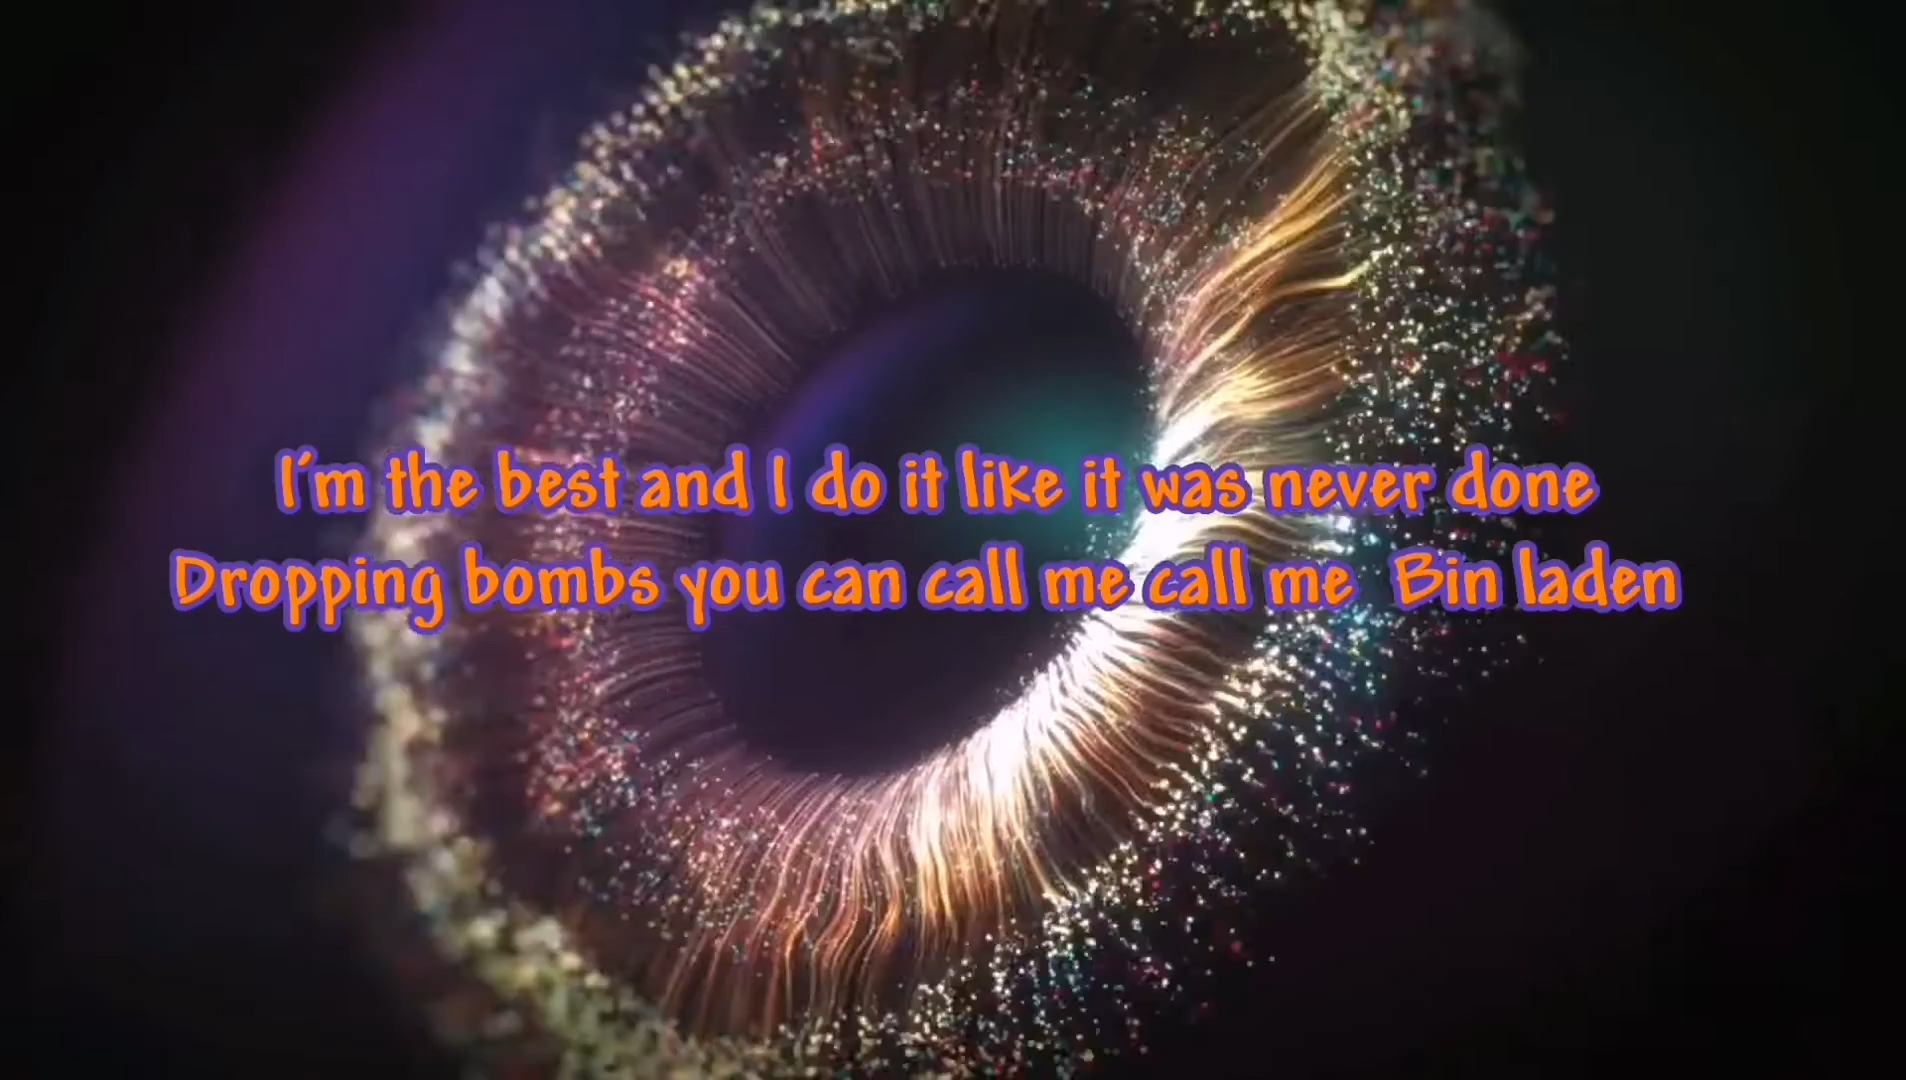 I'm the best and I do it like it was never done
Dropping bombs you can call me call me Bin laden